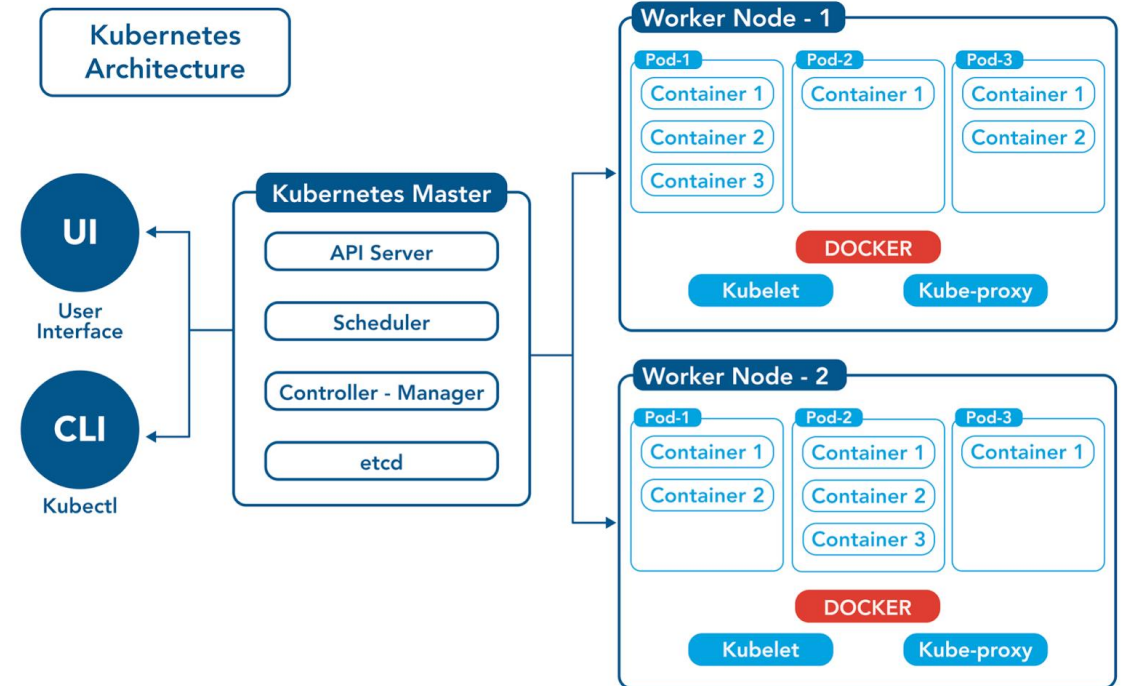 Kubernetes
Architecture
UI
User
Interface
CLI
Kubectl
Kubernetes Master
API Server
Scheduler
Controller - Manager
etcd
Worker Node - 1
Pod-1
Container 1
Container 2
Container 3
Pod-2
Container 1
Pod-3
Container 1
Container 2
DOCKER
Kubelet
Kube-proxy
Worker Node - 2
Pod-1
Container 1
Container 2
Pod-2
Container 1
Container 2
Container 3
Pod-3
Container 1
DOCKER
Kubelet
Kube-proxy